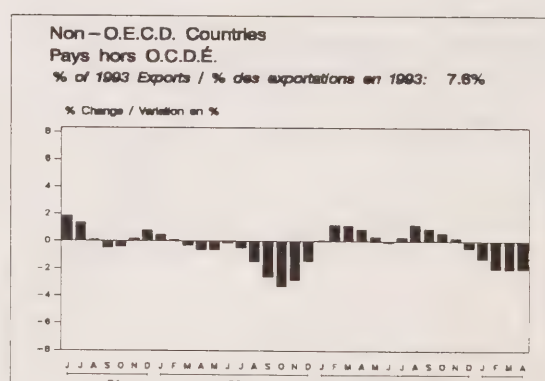 Non-O.E.C.D. Countries
Pays hors O.C.D.É.
% of 1993 Exports / % des exportations en 1993: 7.6%
% Change / Variation en %
8
6
4
2
0
-2
-4
-6
-8
J J A S O N D J F M A M J J A S O N D J F M A M J J A S O N D J F M A